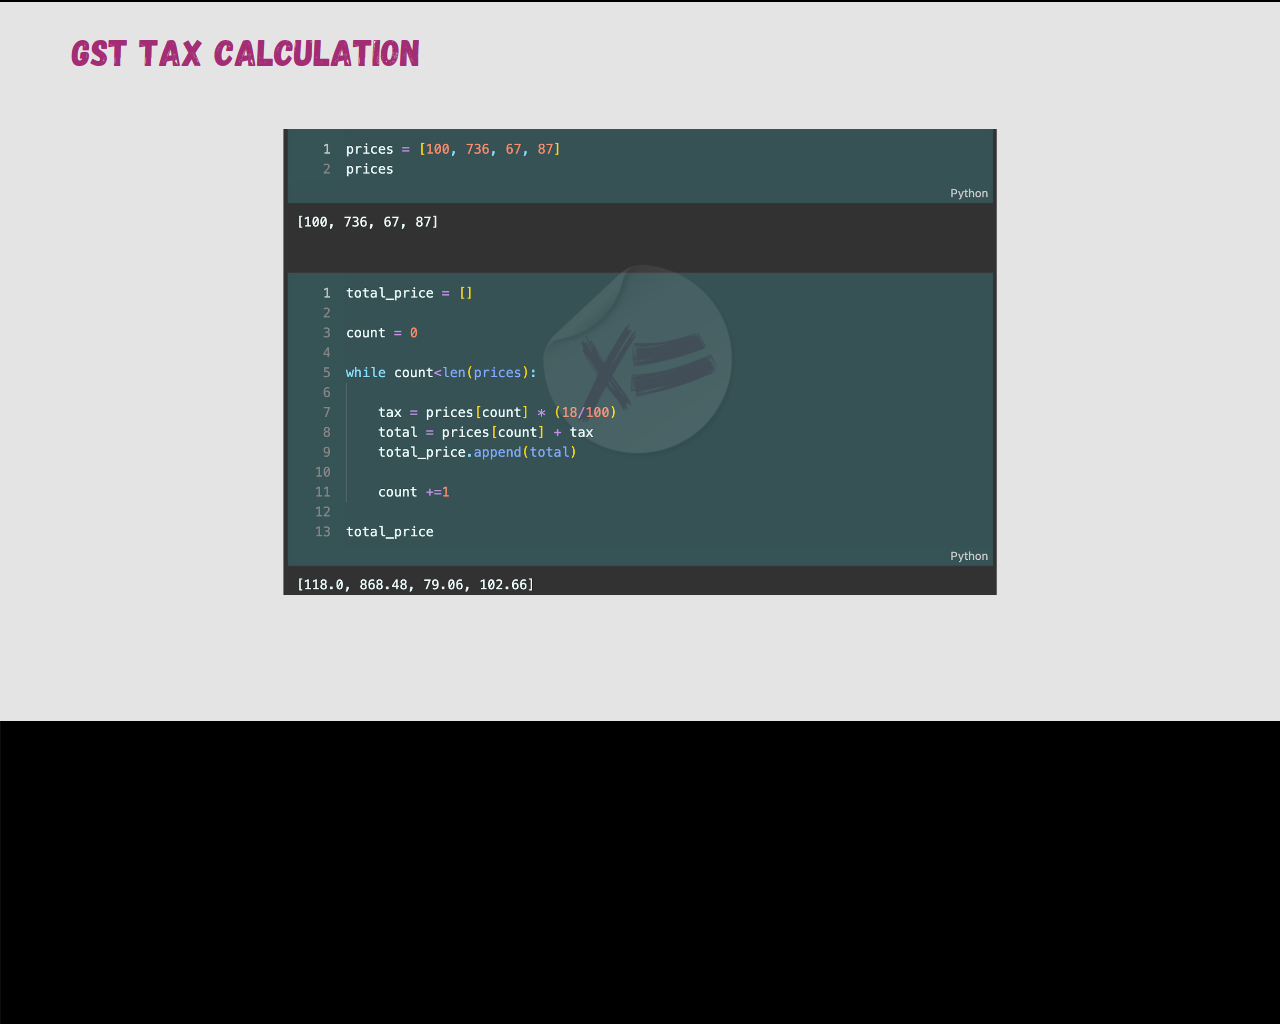 GST TAX CALCULATION
1 prices = [100, 736, 67, 87]
2 prices
Python
[100, 736, 67, 87]
1 total_price = []
2
3 count = 0
4
5 while count<len(prices):
6
7     tax = prices[count] * (18/100)
8     total = prices[count] + tax
9     total_price.append(total)
10
11     count +=1
12
13 total_price
Python
[118.0, 868.48, 79.06, 102.66]
X=